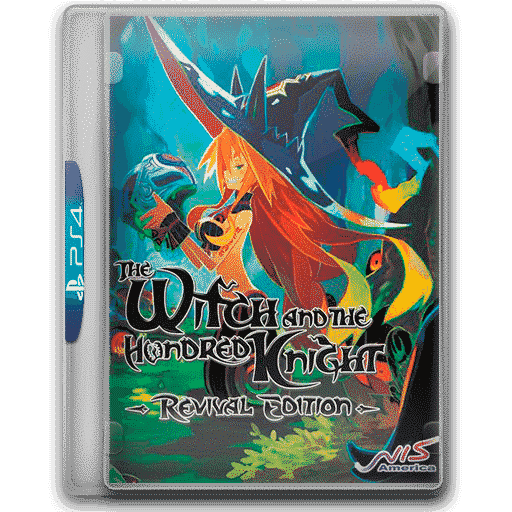 PS4
THE
WITCH AND THE
HUNDRED KNIGHT
REVIVAL EDITION
NIS
America